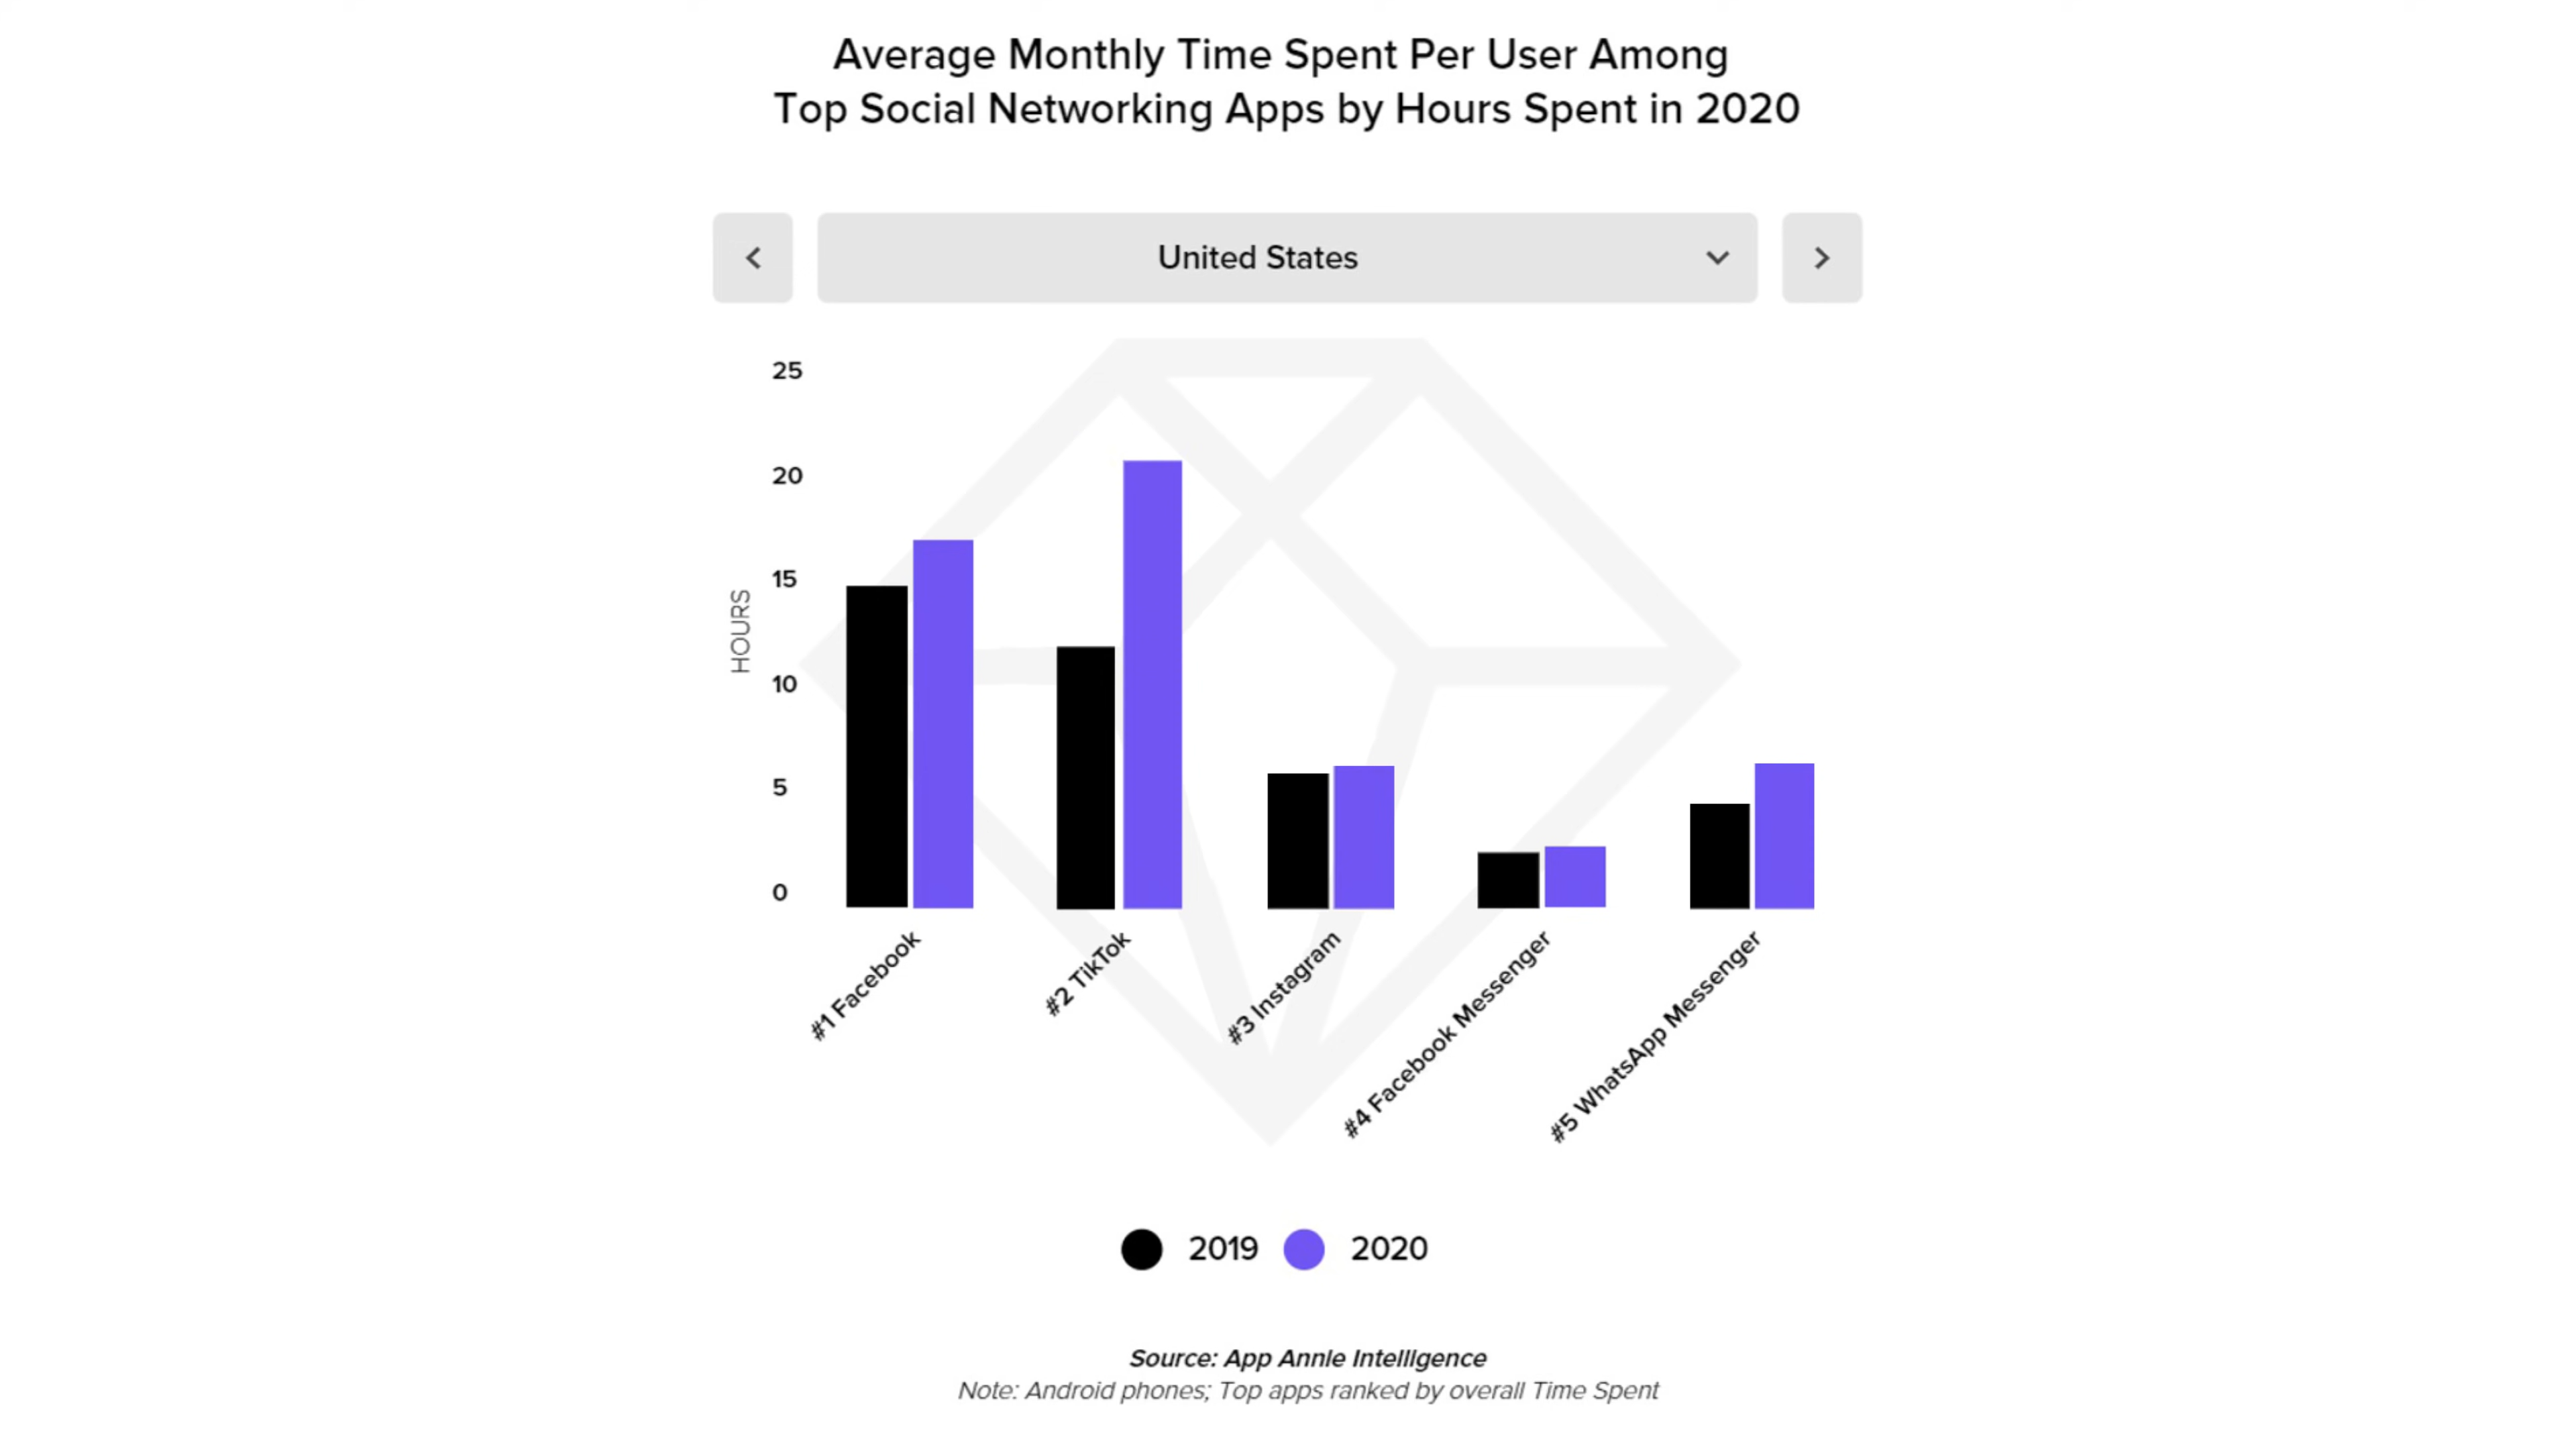 Average Monthly Time Spent Per User Among
Top Social Networking Apps by Hours Spent in 2020
United States
25
20
15
10
5
0
HOURS
#1 Facebook
#2 TikTok
#3 Instagram
#4 Facebook Messenger
#5 WhatsApp Messenger
2019
2020
Source: App Annie Intelligence
Note: Android phones; Top apps ranked by overall Time Spent